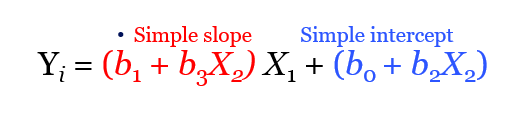 • Simple slope Simple intercept
Yᵢ = (b₁ + b₃X₂) X₁ + (b₀ + b₂X₂)